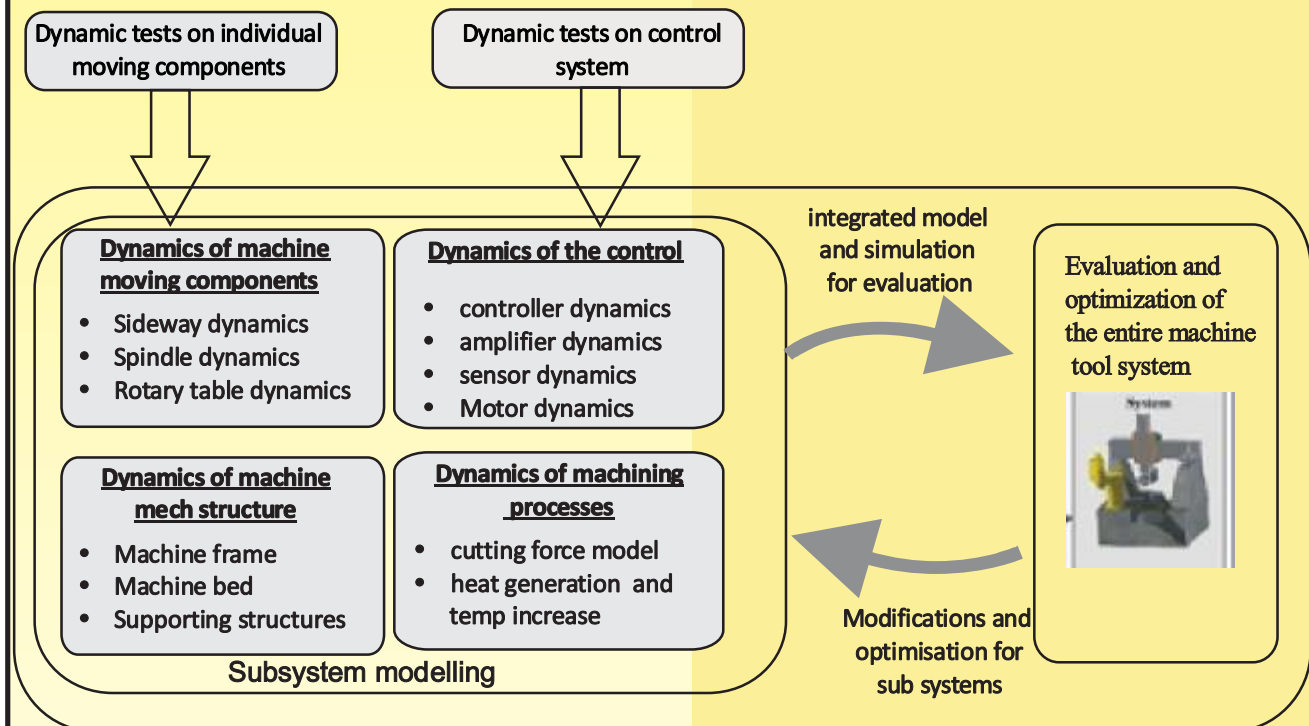 Dynamic tests on individual
moving components
Dynamic tests on control
system
Dynamics of machine
moving components
• Sideway dynamics
• Spindle dynamics
• Rotary table dynamics
Dynamics of the control
• controller dynamics
• amplifier dynamics
• sensor dynamics
• Motor dynamics
Dynamics of machine
mech structure
• Machine frame
• Machine bed
• Supporting structures
Dynamics of machining
processes
• cutting force model
• heat generation and
temp increase
Subsystem modelling
integrated model
and simulation
for evaluation
Modifications and
optimisation for
sub systems
Evaluation and
optimization of
the entire machine
tool system
System